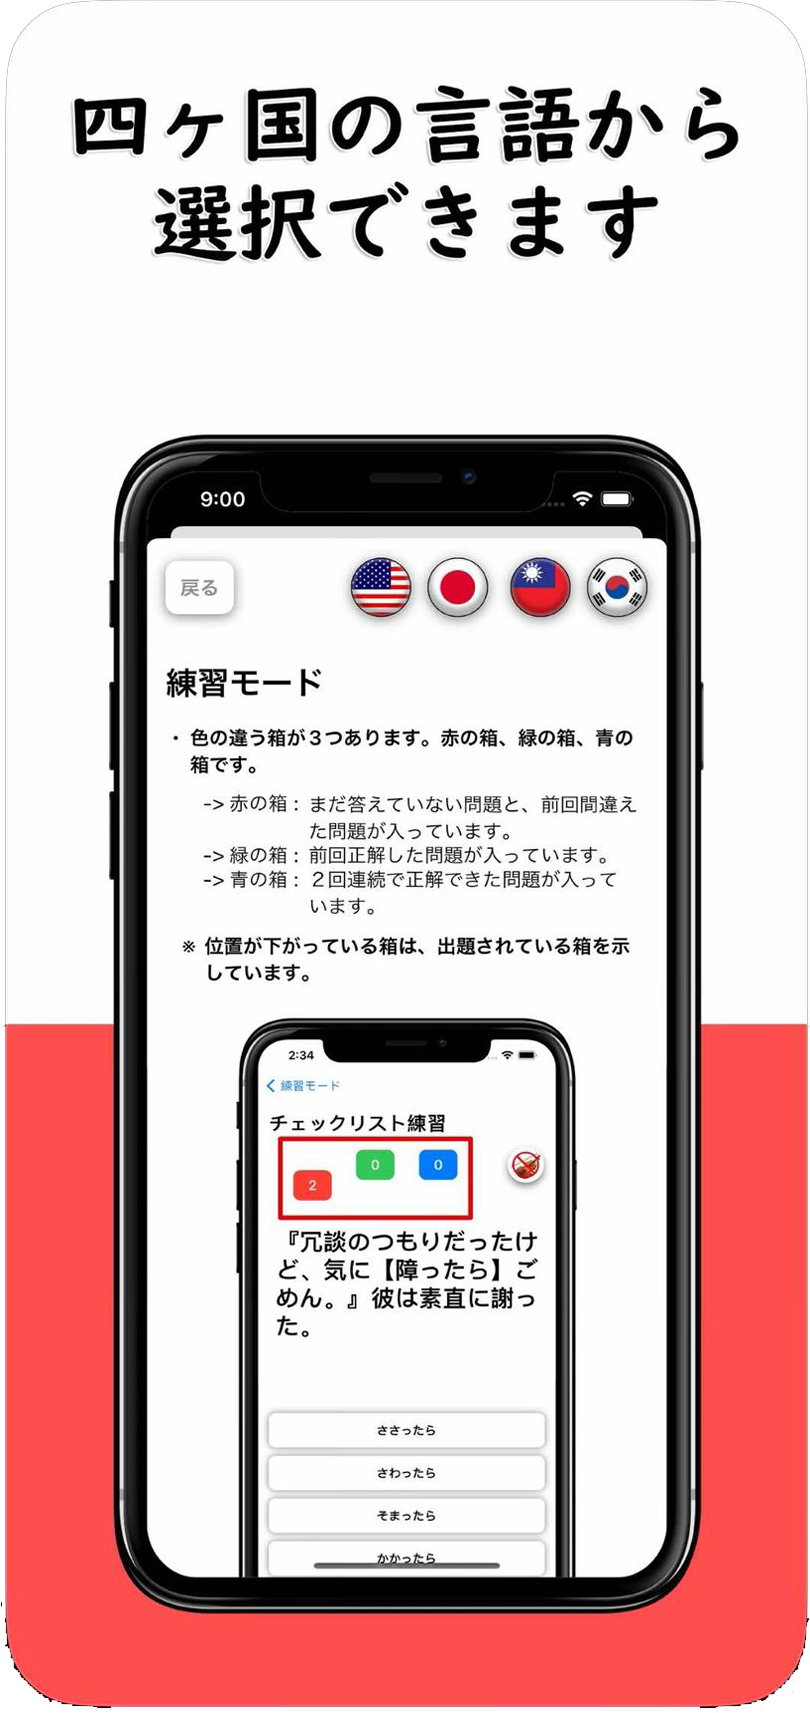 四ヶ国の言語から
選択できます
9:00
戻る
練習モード
・色の違う箱が3つあります。赤の箱、緑の箱、青の
箱です。
-> 赤の箱：まだ答えていない問題と、前回間違え
た問題が入っています。
-> 緑の箱：前回正解した問題が入っています。
-> 青の箱：２回連続で正解できた問題が入って
います。
※ 位置が下がっている箱は、出題されている箱を示
しています。
2:34
練習モード
チェックリスト練習
2 0 0
『冗談のつもりだったけ
ど、気に【障ったら】ご
めん。』彼は素直に謝っ
た。
ささったら
さわったら
そまったら
かかったら